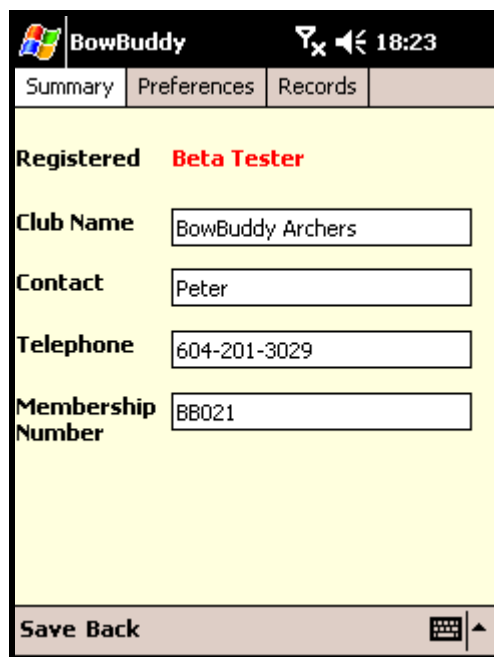 BowBuddy 18:23
Summary Preferences Records
Registered Beta Tester
Club Name BowBuddy Archers
Contact Peter
Telephone 604-201-3029
Membership
Number BB021
Save Back